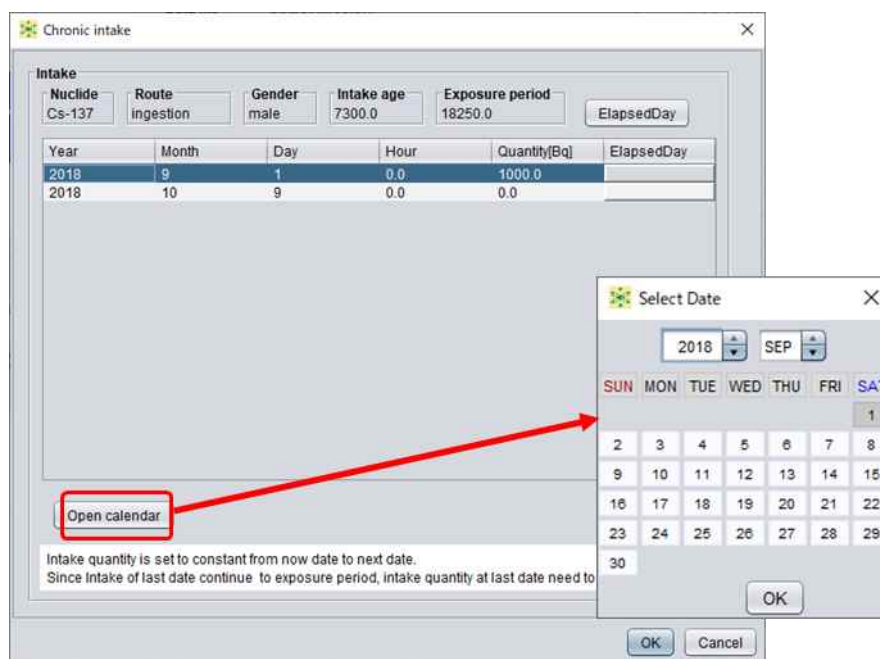 Chronic intake
Intake
Nuclide Route Gender Intake age Exposure period
Cs-137 ingestion male 7300.0 18250.0 ElapsedDay
Year Month Day Hour Quantity[Bq] ElapsedDay
2018 9 1 0.0 1000.0
2018 10 9 0.0 0.0
Open calendar
Intake quantity is set to constant from now date to next date.
Since Intake of last date continue to exposure period, intake quantity at last date need to
OK Cancel
Select Date
2018 SEP
SUN MON TUE WED THU FRI SAT
1
2 3 4 5 6 7 8
9 10 11 12 13 14 15
16 17 18 19 20 21 22
23 24 25 26 27 28 29
30
OK